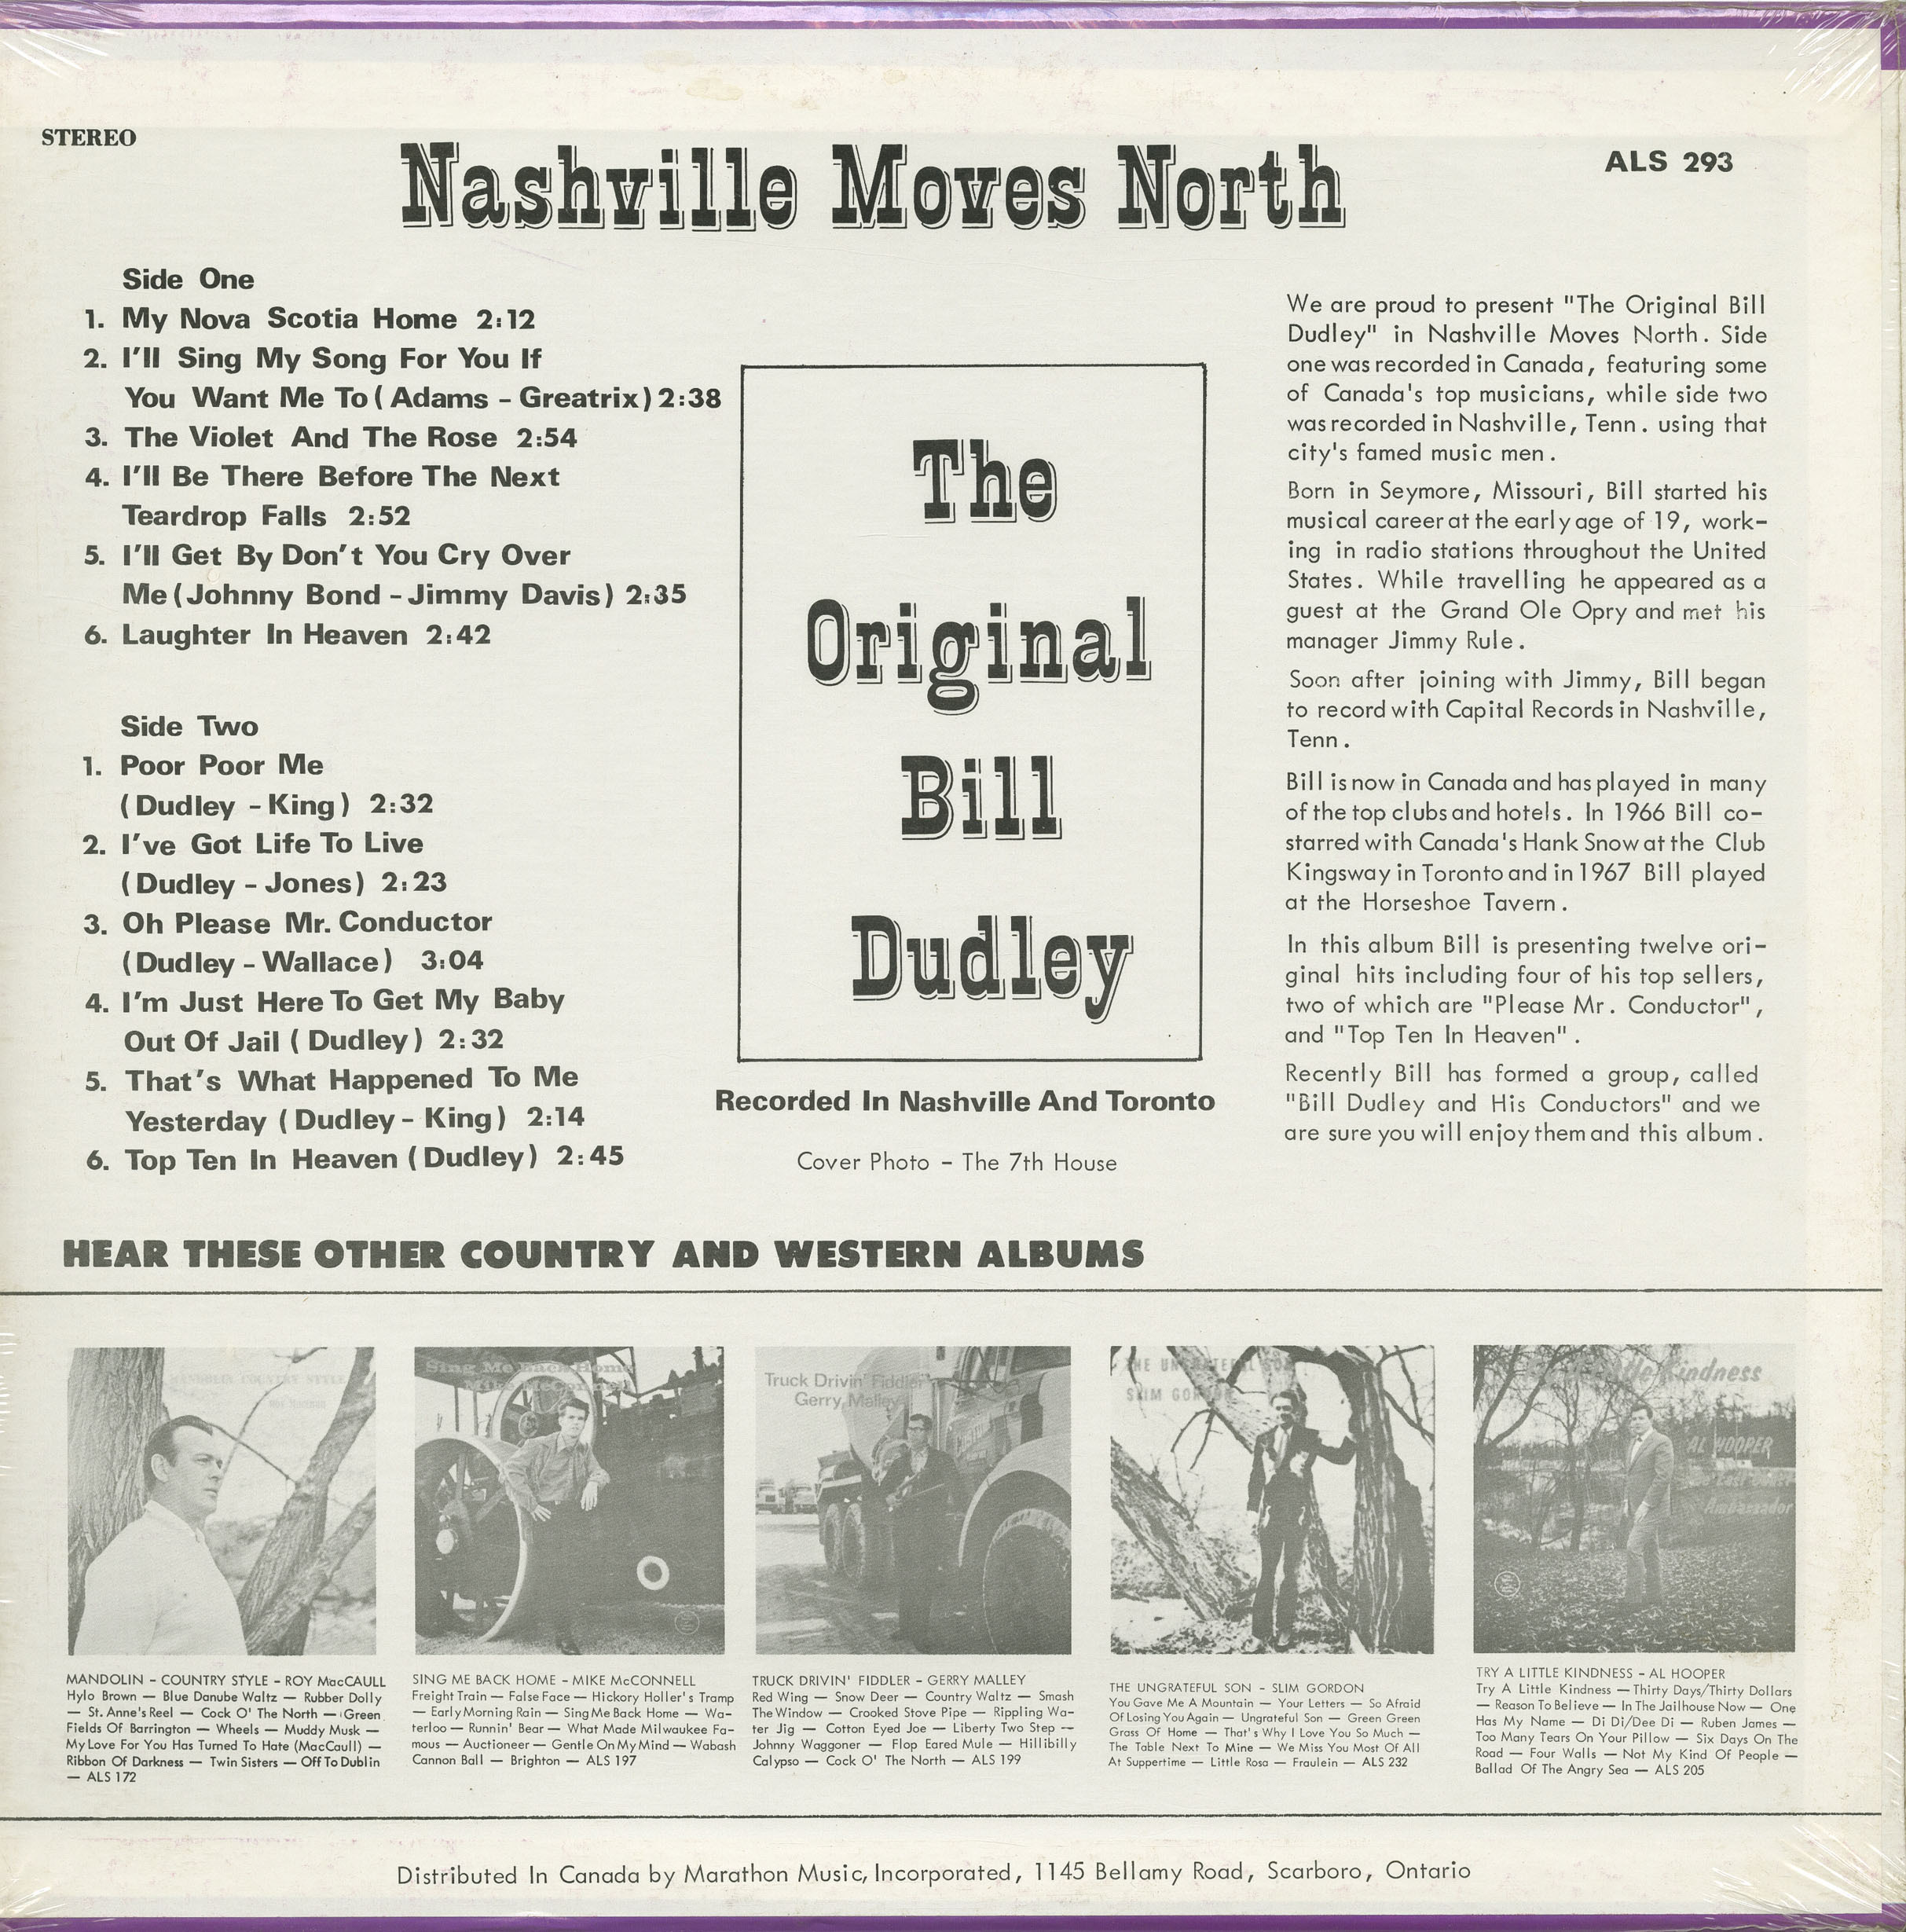 STEREO
Nashville Moves North
ALS 293
Side One
1. My Nova Scotia Home 2:12
2. I'll Sing My Song For You If
You Want Me To ( Adams - Greatrix ) 2:38
3. The Violet And The Rose 2:54
4. I'll Be There Before The Next
Teardrop Falls 2:52
5. I'll Get By Don't You Cry Over
Me ( Johnny Bond - Jimmy Davis ) 2:35
6. Laughter In Heaven 2:42
Side Two
1. Poor Poor Me
( Dudley - King ) 2:32
2. I've Got Life To Live
( Dudley - Jones ) 2:23
3. Oh Please Mr. Conductor
( Dudley - Wallace ) 3:04
4. I'm Just Here To Get My Baby
Out Of Jail ( Dudley ) 2:32
5. That's What Happened To Me
Yesterday ( Dudley - King ) 2:14
6. Top Ten In Heaven ( Dudley ) 2:45
The
Original
Bill
Dudley
Recorded In Nashville And Toronto
Cover Photo - The 7th House
We are proud to present "The Original Bill
Dudley" in Nashville Moves North. Side
one was recorded in Canada, featuring some
of Canada's top musicians, while side two
was recorded in Nashville, Tenn. using that
city's famed music men.
Born in Seymore, Missouri, Bill started his
musical career at the early age of 19, work-
ing in radio stations throughout the United
States. While travelling he appeared as a
guest at the Grand Ole Opry and met his
manager Jimmy Rule.
Soon after joining with Jimmy, Bill began
to record with Capital Records in Nashville,
Tenn.
Bill is now in Canada and has played in many
of the top clubs and hotels. In 1966 Bill co-
starred with Canada's Hank Snow at the Club
Kingsway in Toronto and in 1967 Bill played
at the Horseshoe Tavern.
In this album Bill is presenting twelve ori-
ginal hits including four of his top sellers,
two of which are "Please Mr. Conductor",
and "Top Ten In Heaven".
Recently Bill has formed a group, called
"Bill Dudley and His Conductors" and we
are sure you will enjoy them and this album.
HEAR THESE OTHER COUNTRY AND WESTERN ALBUMS
MANDOLIN COUNTRY STYLE
Sing Me Back Home
Mike McConnell
Truck Drivin' Fiddler
Gerry Malley
THE UNGRATEFUL SON
SLIM GORDON
Kindness
AL HOOPER
Ambassador
MANDOLIN - COUNTRY STYLE - ROY MacCAULL
Hylo Brown — Blue Danube Waltz — Rubber Dolly
— St. Anne's Reel — Cock O' The North — Green
Fields Of Barrington — Wheels — Muddy Musk —
My Love For You Has Turned To Hate (MacCaull) —
Ribbon Of Darkness — Twin Sisters — Off To Dublin
— ALS 172
SING ME BACK HOME - MIKE McCONNELL
Freight Train — False Face — Hickory Holler's Tramp
— Early Morning Rain — Sing Me Back Home — Wa-
terloo — Runnin' Bear — What Made Milwaukee Fa-
mous — Auctioneer — Gentle On My Mind — Wabash
Cannon Ball — Brighton — ALS 197
TRUCK DRIVIN' FIDDLER - GERRY MALLEY
Red Wing — Snow Deer — Country Waltz — Smash
The Window — Crooked Stove Pipe — Rippling Wa-
ter Jig — Cotton Eyed Joe — Liberty Two Step —
Johnny Waggoner — Flop Eared Mule — Hillibilly
Calypso — Cock O' The North — ALS 199
THE UNGRATEFUL SON - SLIM GORDON
You Gave Me A Mountain — Your Letters — So Afraid
Of Losing You Again — Ungrateful Son — Green Green
Grass Of Home — That's Why I Love You So Much —
The Table Next To Mine — We Miss You Most Of All
At Suppertime — Little Rosa — Fraulein — ALS 232
TRY A LITTLE KINDNESS - AL HOOPER
Try A Little Kindness — Thirty Days/Thirty Dollars
— Reason To Believe — In The Jailhouse Now — One
Has My Name — Di Di/Dee Di — Ruben James —
Too Many Tears On Your Pillow — Six Days On The
Road — Four Walls — Not My Kind Of People —
Ballad Of The Angry Sea — ALS 205
Distributed In Canada by Marathon Music, Incorporated, 1145 Bellamy Road, Scarboro, Ontario